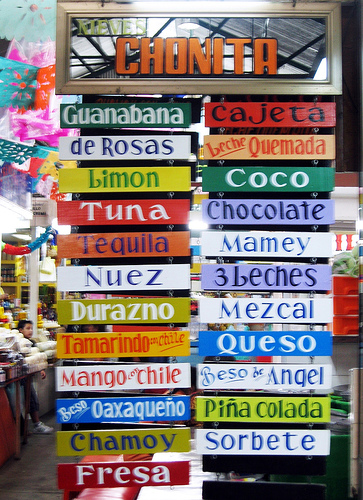 NIEVES
CHONITA
Guanabana
de Rosas
Limon
Tuna
Tequila
Nuez
Durazno
Tamarindo con chile
Mango con Chile
Beso Oaxaqueño
Chamoy
Fresa
Cajeta
Leche Quemada
Coco
Chocolate
Mamey
3 Leches
Mezcal
Queso
Beso de Angel
Piña Colada
Sorbete